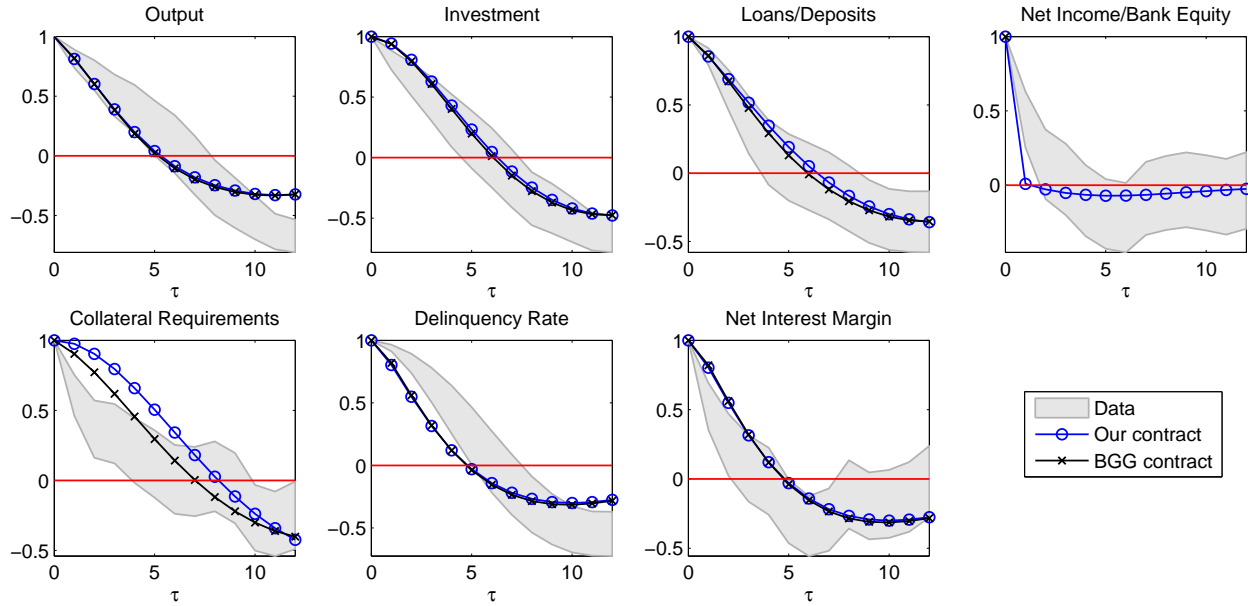 Output
1
0.5
0
−0.5
0 5 10
τ
Investment
1
0.5
0
−0.5
0 5 10
τ
Loans/Deposits
1
0.5
0
−0.5
0 5 10
τ
Net Income/Bank Equity
1
0.5
0
0 5 10
τ
Collateral Requirements
1
0.5
0
−0.5
0 5 10
τ
Delinquency Rate
1
0.5
0
−0.5
0 5 10
τ
Net Interest Margin
1
0.5
0
−0.5
0 5 10
τ
Data
Our contract
BGG contract